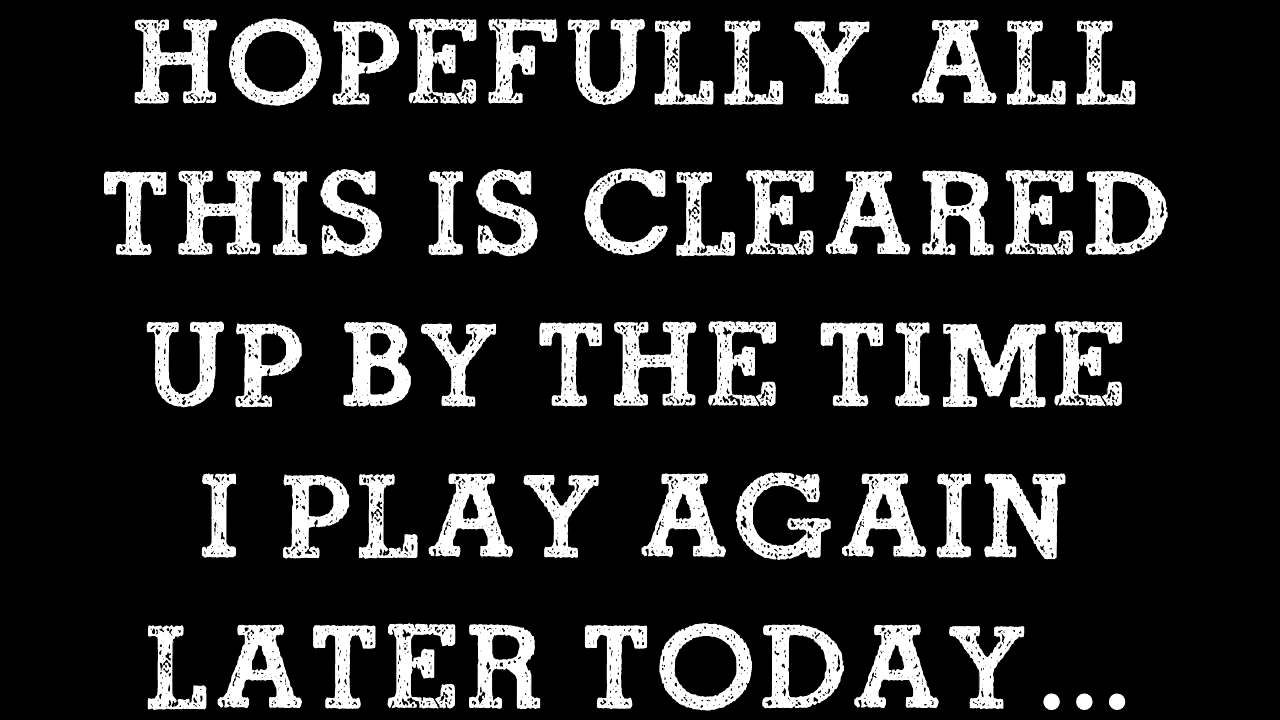 HOPEFULLY ALL
THIS IS CLEARED
UP BY THE TIME
I PLAY AGAIN
LATER TODAY...